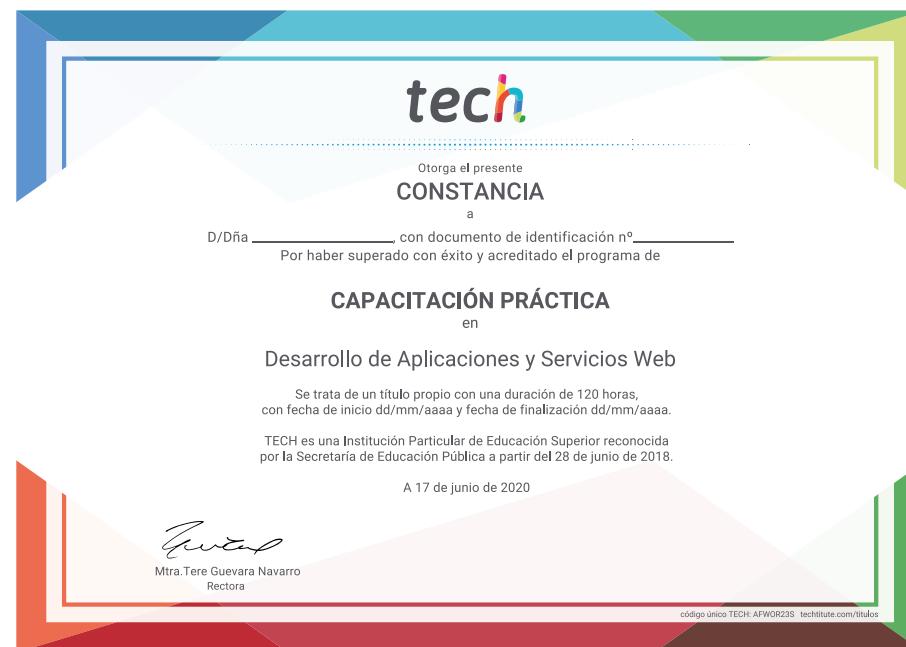 tech
Otorga el presente
CONSTANCIA
a
D/Dña ____________________, con documento de identificación nº______________
Por haber superado con éxito y acreditado el programa de
CAPACITACIÓN PRÁCTICA
en
Desarrollo de Aplicaciones y Servicios Web
Se trata de un título propio con una duración de 120 horas,
con fecha de inicio dd/mm/aaaa y fecha de finalización dd/mm/aaaa.
TECH es una Institución Particular de Educación Superior reconocida
por la Secretaría de Educación Pública a partir del 28 de junio de 2018.
A 17 de junio de 2020
Mtra.Tere Guevara Navarro
Rectora
código único TECH: AFWOR23S techtitute.com/titulos